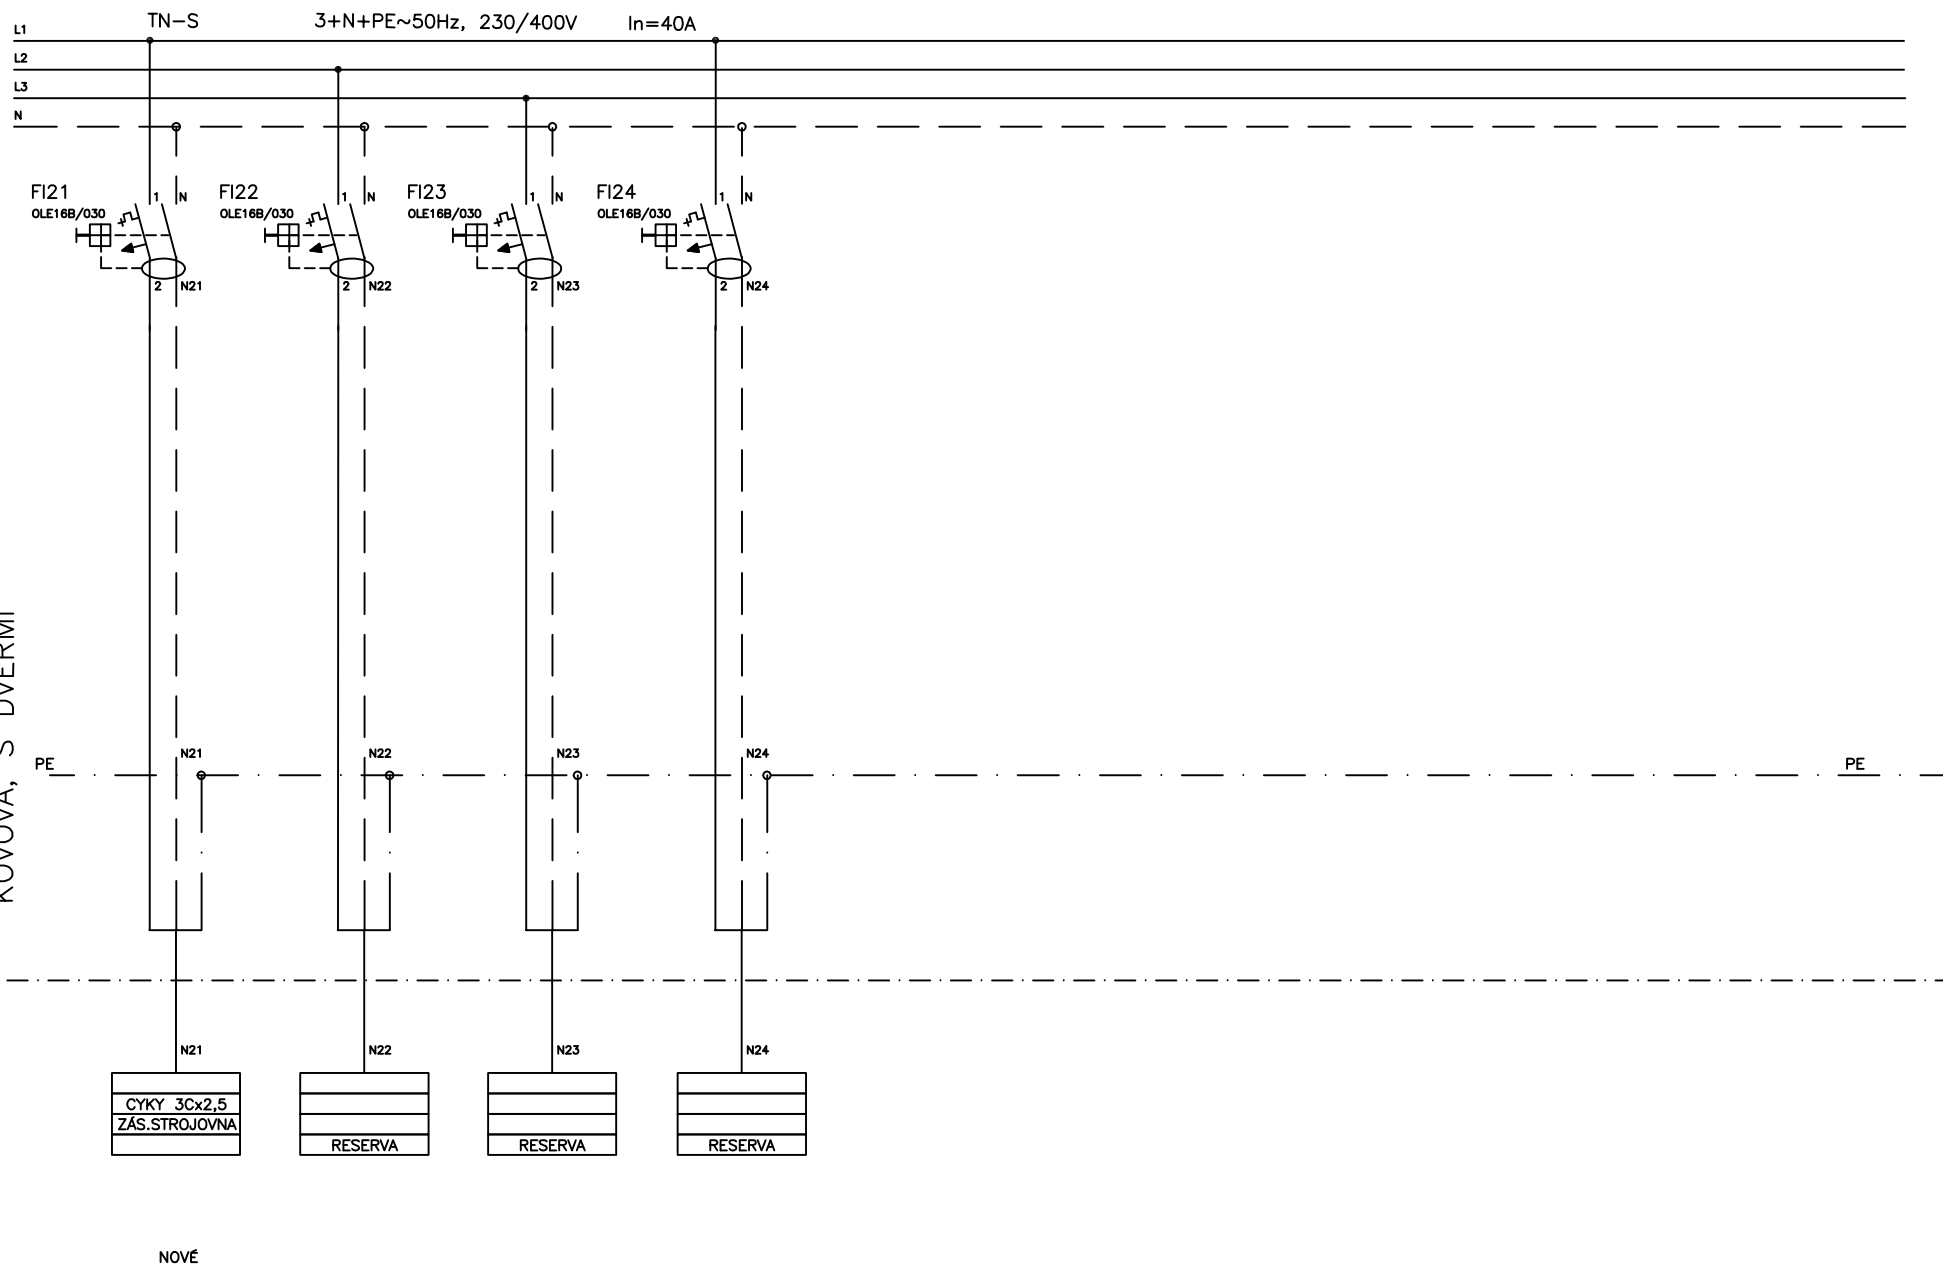 TN-S 3+N+PE~50Hz, 230/400V In=40A
L1
L2
L3
N
FI21 FI22 FI23 FI24
OLE16B/030 OLE16B/030 OLE16B/030 OLE16B/030
1 N 1 N 1 N 1 N
2 N21 2 N22 2 N23 2 N24
KOVOVÁ, S DVEŘMI
N21 N22 N23 N24
PE PE
N21 N22 N23 N24
CYKY 3Cx2,5
ZÁS.STROJOVNA
RESERVA RESERVA RESERVA
NOVÉ